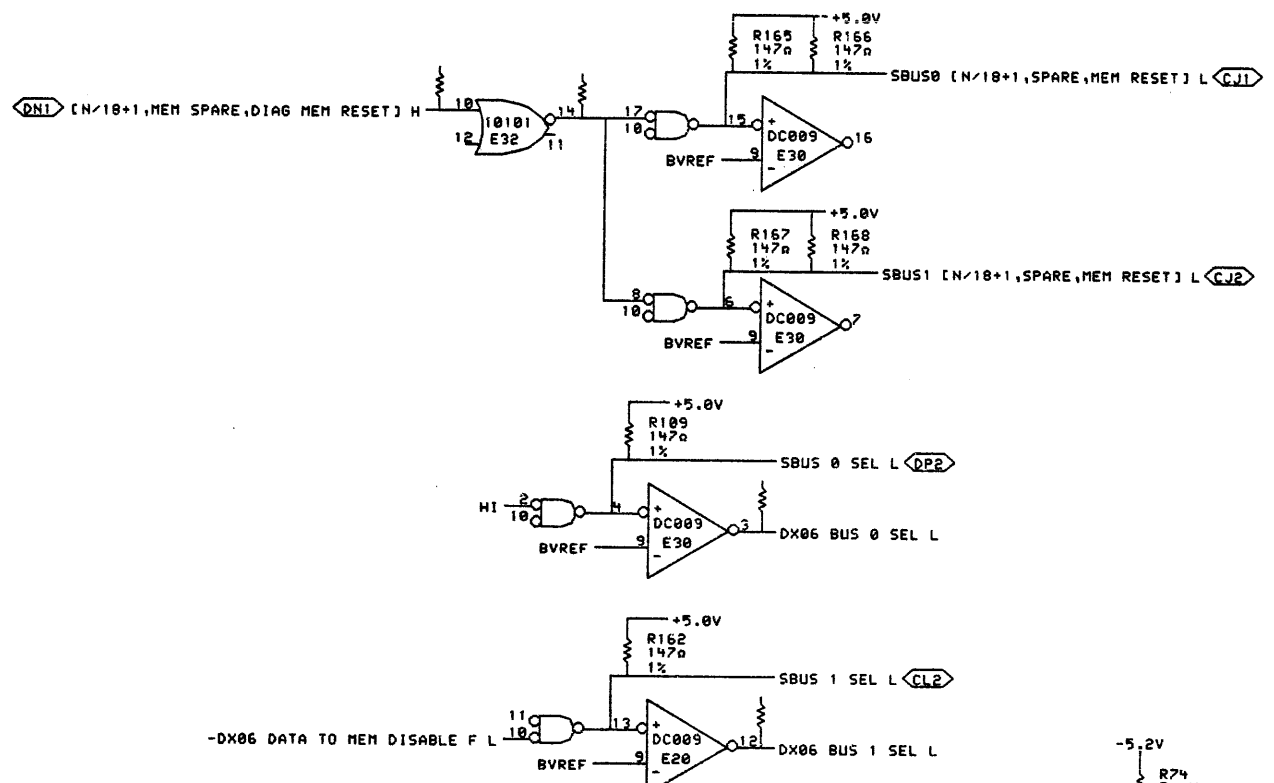 +5.0V
R165 R166
147Ω 147Ω
1% 1%
SBUS0 [N/18+1,SPARE,MEM RESET] L CJ1
DN1 [N/18+1,MEM SPARE,DIAG MEM RESET] H
10 14 17
10101 10 15 +
12 E32 11 DC009 16
BVREF 9 E30
-
+5.0V
R167 R168
147Ω 147Ω
1% 1%
SBUS1 [N/18+1,SPARE,MEM RESET] L CJ2
8 6 +
10 DC009 7
E30
BVREF 9 -
+5.0V
R109
147Ω
1%
SBUS 0 SEL L DP2
HI 2 4 +
10 DC009 3 DX06 BUS 0 SEL L
BVREF 9 E30
-
+5.0V
R162
147Ω
1%
SBUS 1 SEL L CL2
11 13 +
-DX06 DATA TO MEM DISABLE F L 10 DC009 12 DX06 BUS 1 SEL L
BVREF 9 E20
-
-5.2V
R74